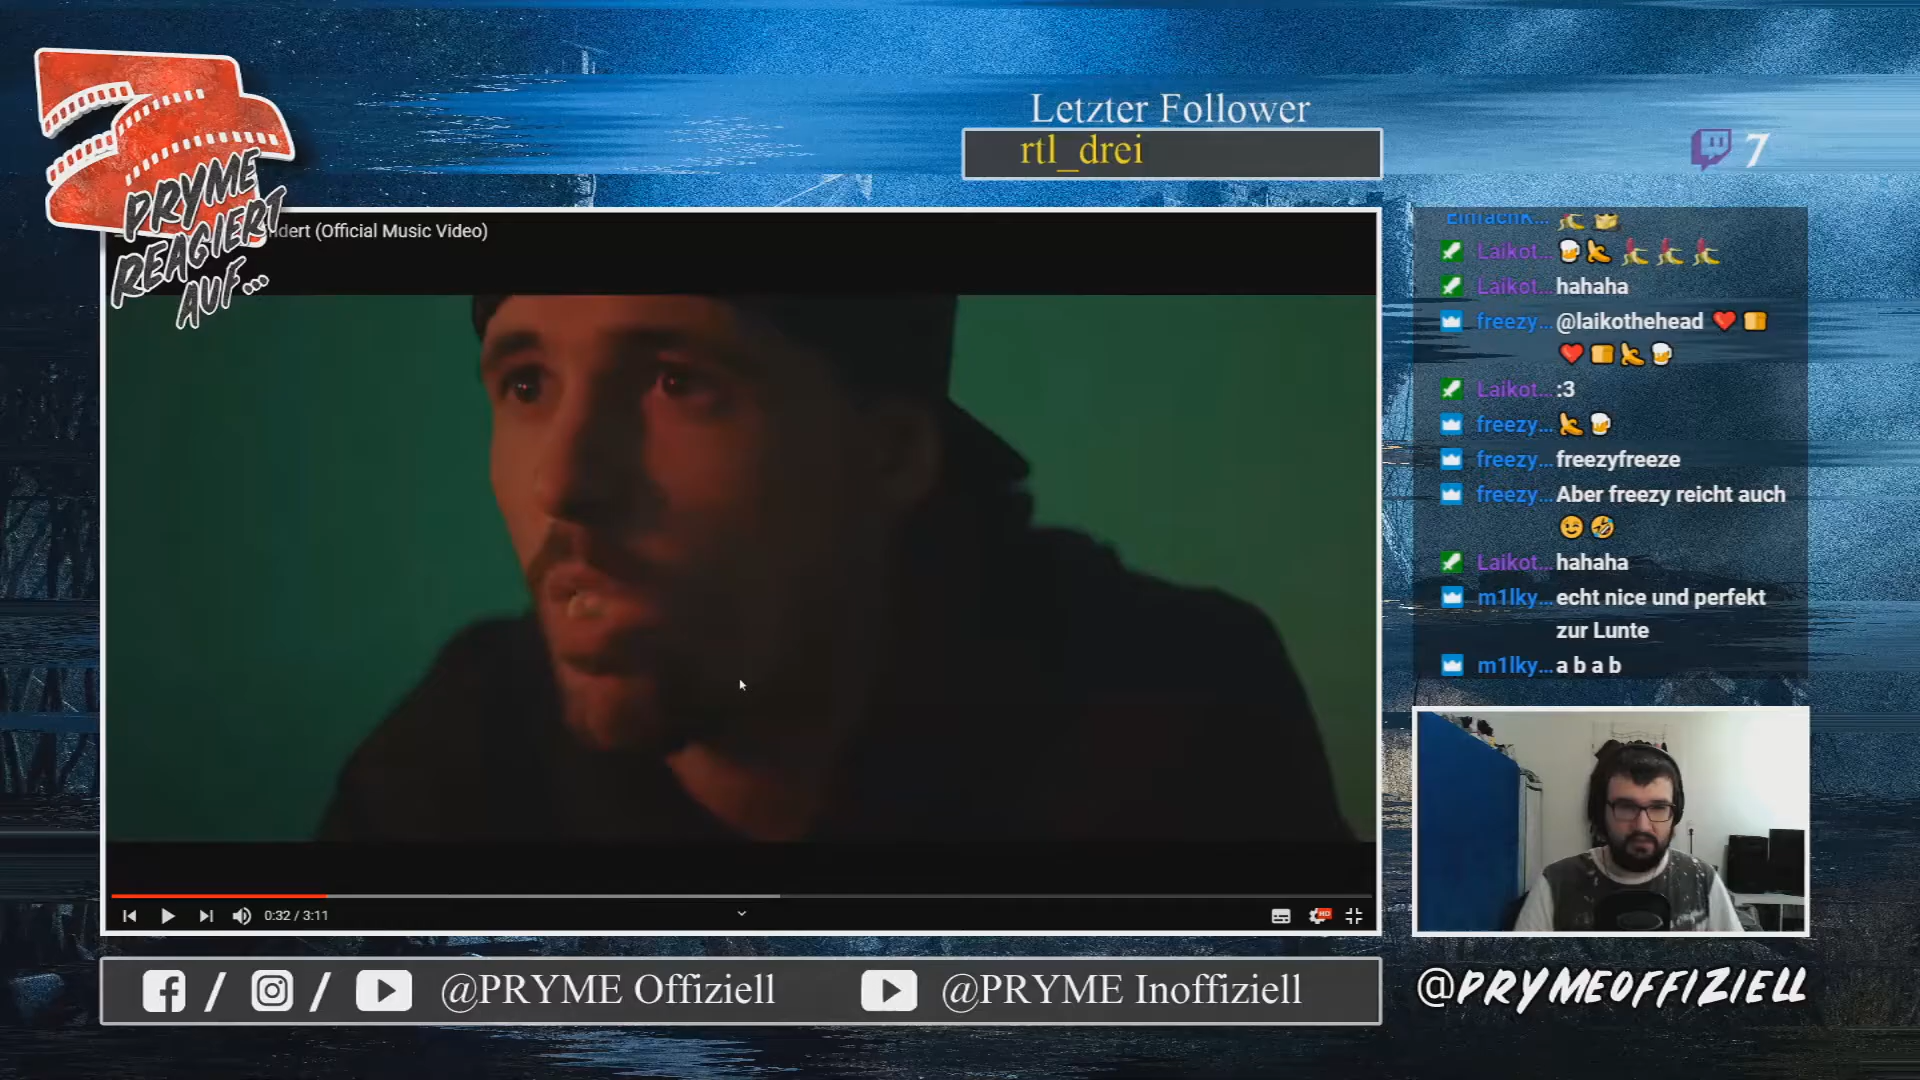 PRYME
REAGIERT
AUF...
Letzter Follower
rtl_drei
7
(Official Music Video)
Laikot... 
Laikot... hahaha
freezy... @laikothehead
Laikot... :3
freezy...
freezy... freezyfreeze
freezy... Aber freezy reicht auch
Laikot... hahaha
m1lky... echt nice und perfekt
zur Lunte
m1lky... a b a b
0:32 / 3:11
HD
/ / @PRYME Offiziell @PRYME Inoffiziell
@PRYMEOFFIZIELL